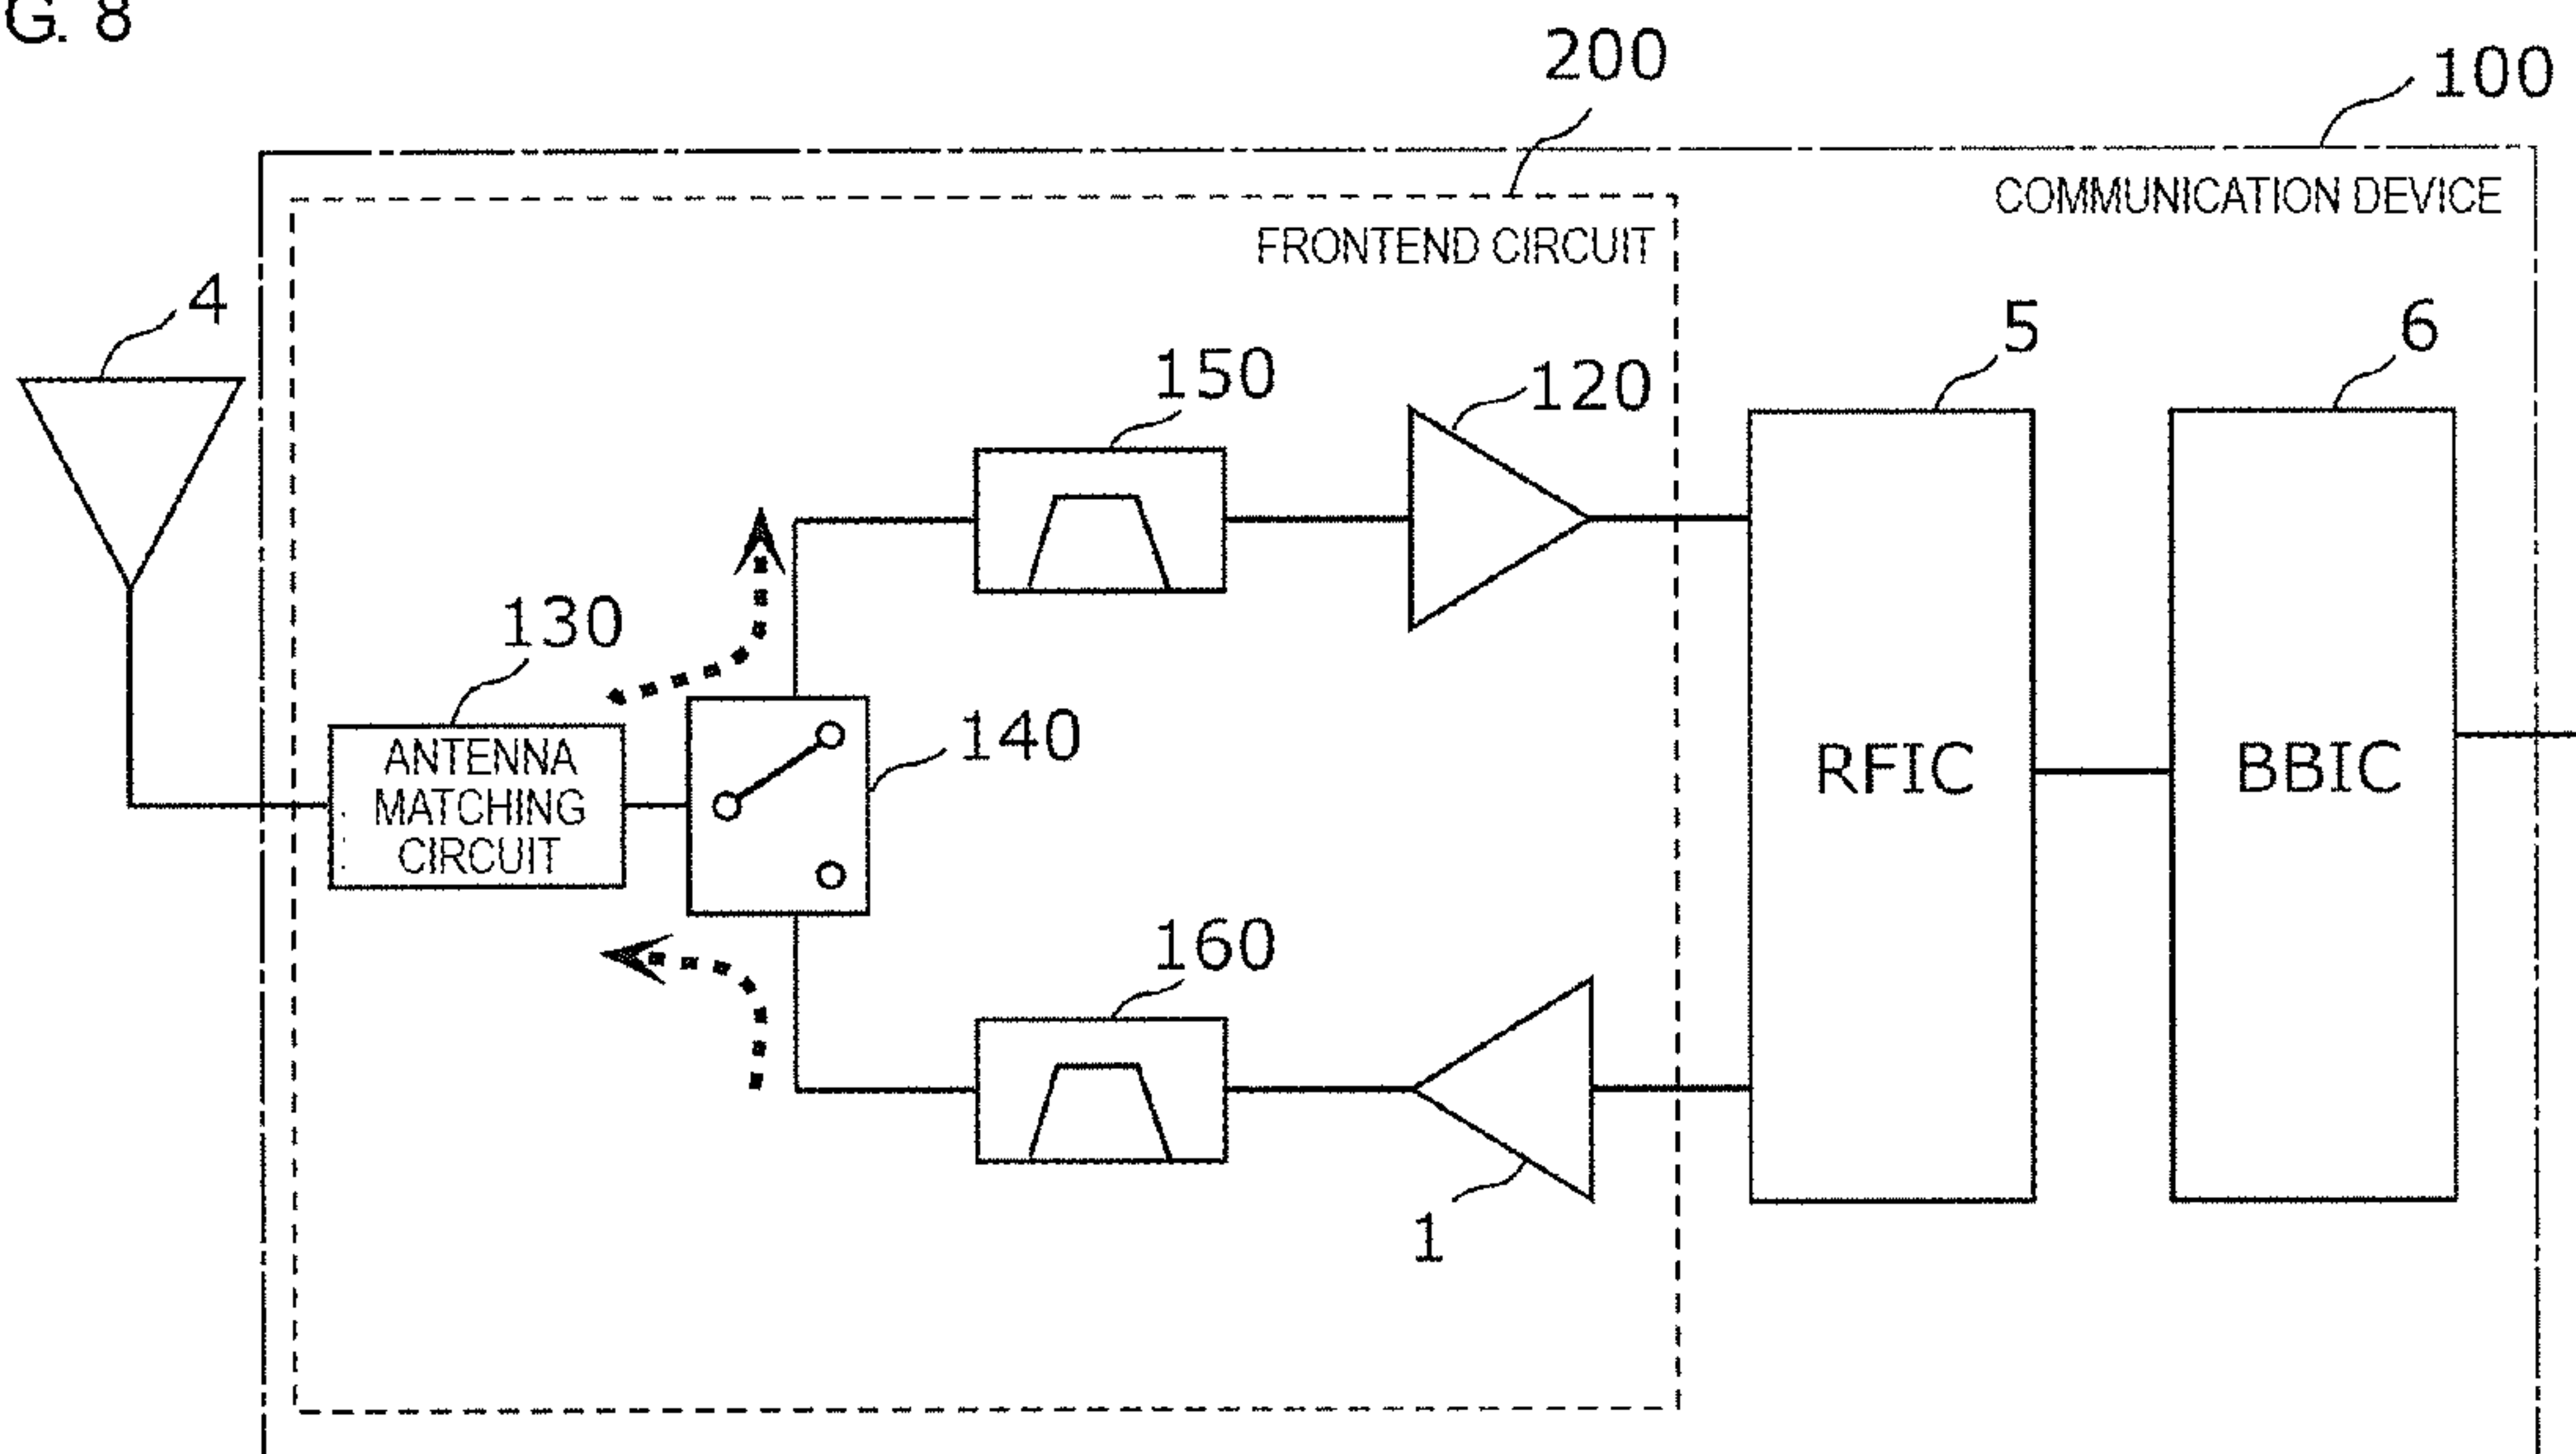 G. 8
200
100
COMMUNICATION DEVICE
FRONTEND CIRCUIT
4
5
6
150
120
130
140
ANTENNA
MATCHING
CIRCUIT
RFIC
BBIC
160
1